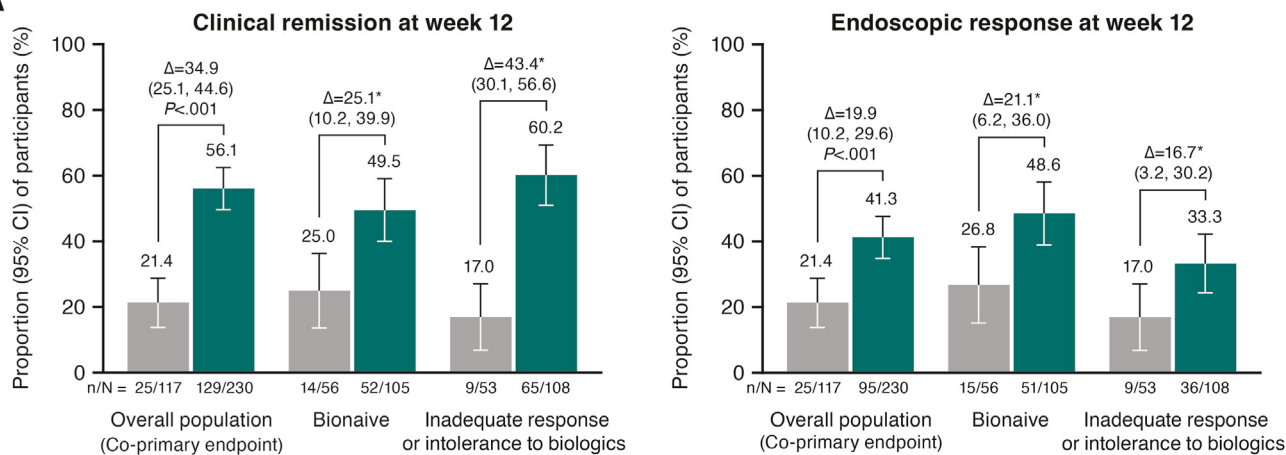 A
Clinical remission at week 12
Proportion (95% CI) of participants (%)
100
80
60
40
20
0
Δ=34.9
(25.1, 44.6)
P<.001
21.4
56.1
Δ=25.1*
(10.2, 39.9)
25.0
49.5
Δ=43.4*
(30.1, 56.6)
17.0
60.2
n/N = 25/117 129/230 14/56 52/105 9/53 65/108
Overall population
(Co-primary endpoint)
Bionaive
Inadequate response
or intolerance to biologics
Endoscopic response at week 12
Proportion (95% CI) of participants (%)
100
80
60
40
20
0
Δ=19.9
(10.2, 29.6)
P<.001
21.4
41.3
Δ=21.1*
(6.2, 36.0)
26.8
48.6
Δ=16.7*
(3.2, 30.2)
17.0
33.3
n/N = 25/117 95/230 15/56 51/105 9/53 36/108
Overall population
(Co-primary endpoint)
Bionaive
Inadequate response
or intolerance to biologics